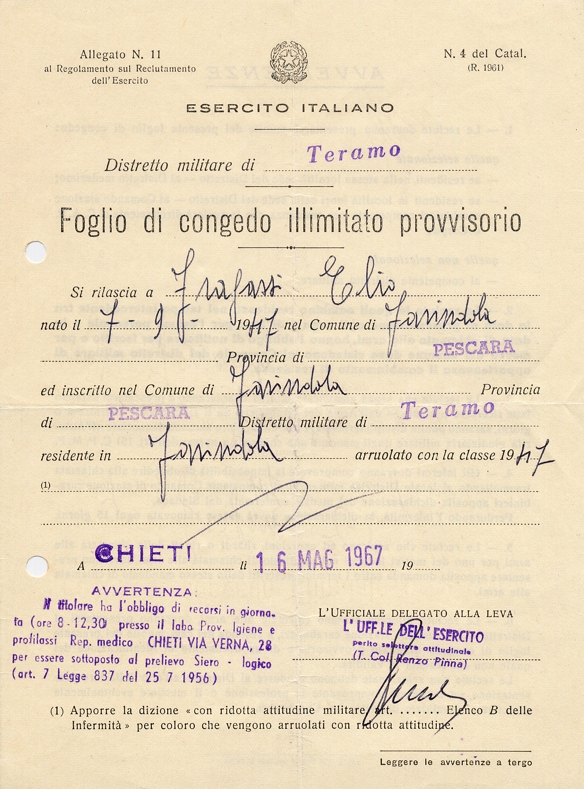 Allegato N. 11
al Regolamento sul Reclutamento
dell'Esercito
N. 4 del Catal.
(R. 1961)
ESERCITO ITALIANO
Distretto militare di Teramo
Foglio di congedo illimitato provvisorio
Si rilascia a Fragassi Elio
nato il 7 - 9 - 1947 nel Comune di Farindola
Provincia di PESCARA
ed inscritto nel Comune di Farindola Provincia
di PESCARA Distretto militare di Teramo
residente in Farindola arruolato con la classe 1947
(1)
A CHIETI li 16 MAG 1967 19
AVVERTENZA:
Il titolare ha l'obbligo di recarsi in giorna-
ta (ore 8-12,30) presso il labo. Prov. Igiene e
profilassi Rep. medico CHIETI VIA VERNA, 28
per essere sottoposto al prelievo Siero - logico
(art. 7 Legge 837 del 25 7 1956)
L'UFFICIALE DELEGATO ALLA LEVA
L'UFF.LE DELL'ESERCITO
perito selettore attitudinale
(T. Col. Renzo Pinna)
(1) Apporre la dizione «con ridotta attitudine militare art. ....... Elenco B delle
Infermità» per coloro che vengono arruolati con ridotta attitudine.
Leggere le avvertenze a tergo